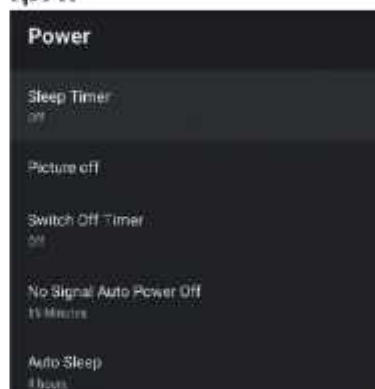 Power
Sleep Timer
Off
Picture off
Switch Off Timer
Off
No Signal Auto Power Off
15 Minutes
Auto Sleep
4 hours